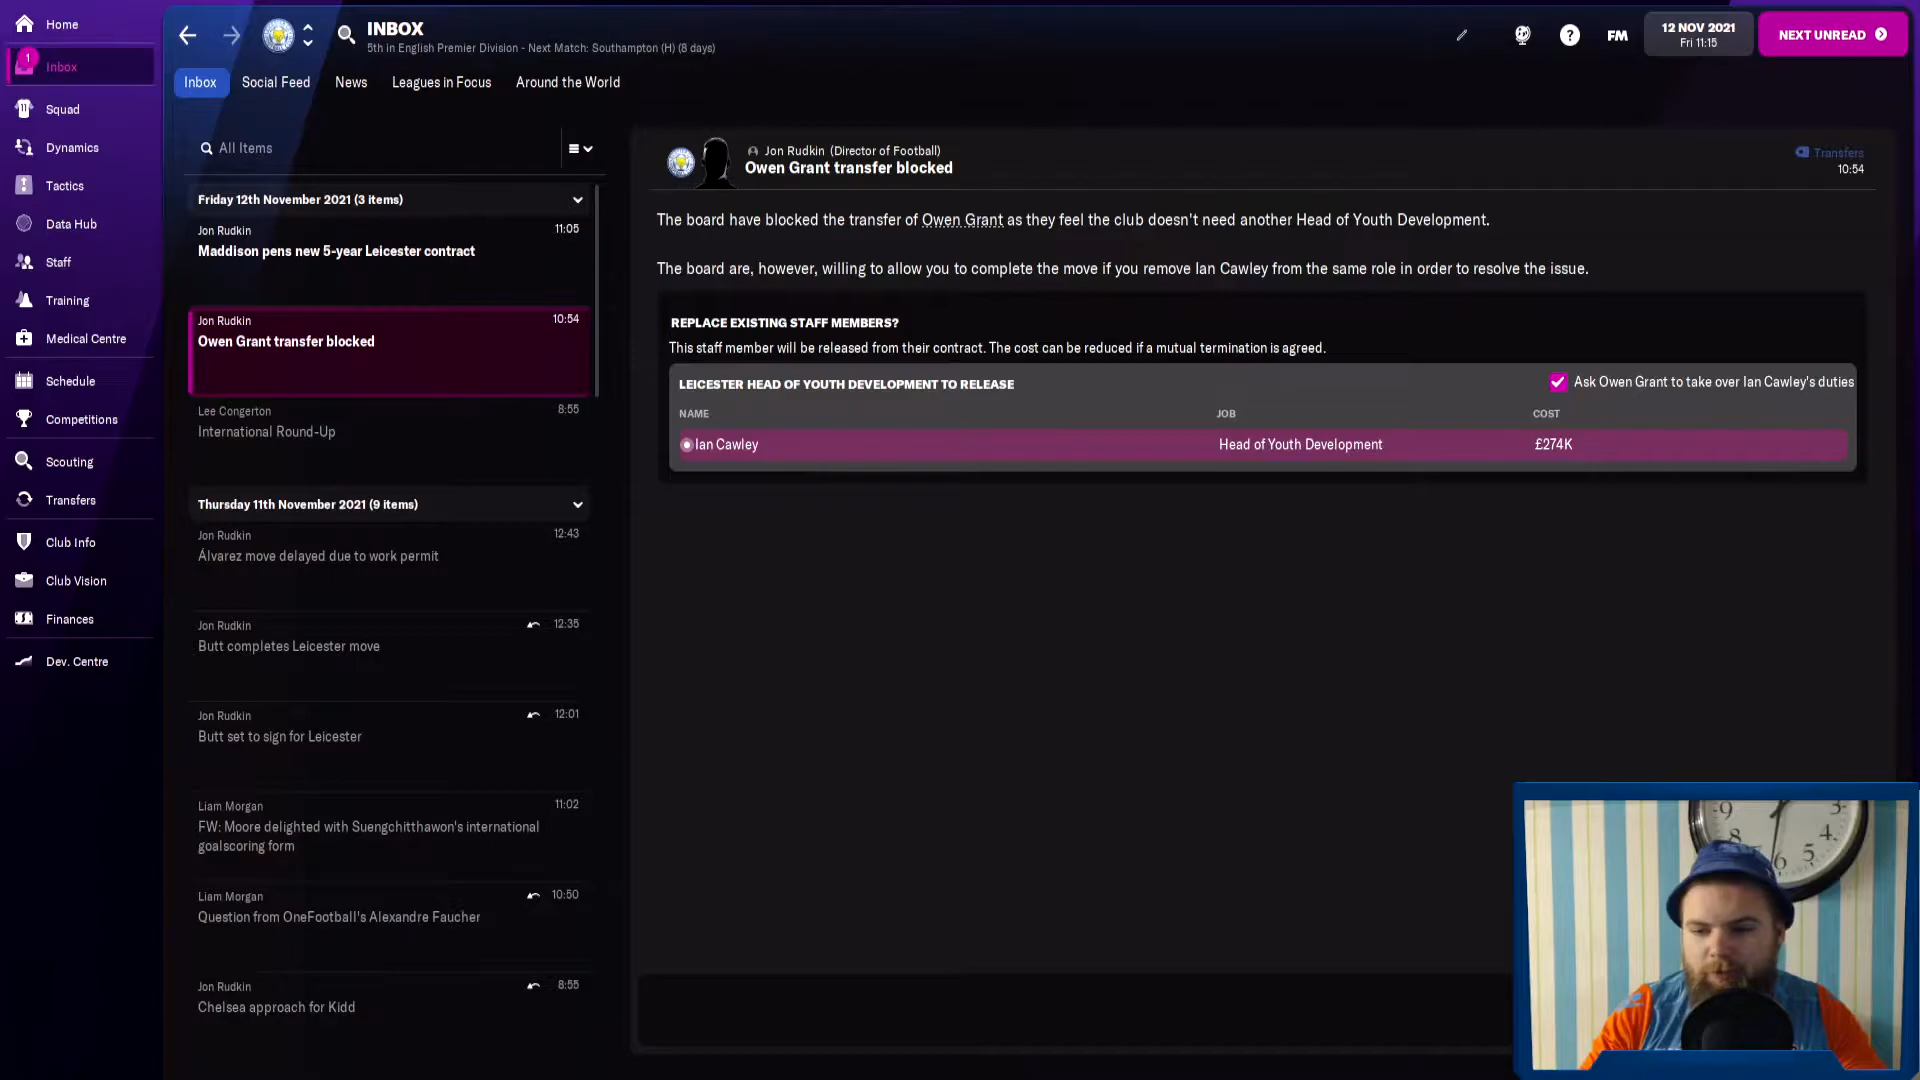 Home
1
Inbox
Squad
Dynamics
Tactics
Data Hub
Staff
Training
Medical Centre
Schedule
Competitions
Scouting
Transfers
Club Info
Club Vision
Finances
Dev. Centre
INBOX
5th in English Premier Division - Next Match: Southampton (H) (8 days)
FM
12 NOV 2021
Fri 11:15
NEXT UNREAD
Inbox Social Feed News Leagues in Focus Around the World
All Items
Friday 12th November 2021 (3 items)
Jon Rudkin 11:05
Maddison pens new 5-year Leicester contract
Jon Rudkin 10:54
Owen Grant transfer blocked
Lee Congerton 8:55
International Round-Up
Thursday 11th November 2021 (9 items)
Jon Rudkin 12:43
Álvarez move delayed due to work permit
Jon Rudkin 12:35
Butt completes Leicester move
Jon Rudkin 12:01
Butt set to sign for Leicester
Liam Morgan 11:02
FW: Moore delighted with Suengchitthawon's international
goalscoring form
Liam Morgan 10:50
Question from OneFootball's Alexandre Faucher
Jon Rudkin 8:55
Chelsea approach for Kidd
Jon Rudkin (Director of Football)
Owen Grant transfer blocked
Transfers
10:54
The board have blocked the transfer of Owen Grant as they feel the club doesn't need another Head of Youth Development.
The board are, however, willing to allow you to complete the move if you remove Ian Cawley from the same role in order to resolve the issue.
REPLACE EXISTING STAFF MEMBERS?
This staff member will be released from their contract. The cost can be reduced if a mutual termination is agreed.
LEICESTER HEAD OF YOUTH DEVELOPMENT TO RELEASE
Ask Owen Grant to take over Ian Cawley's duties
NAME JOB COST
Ian Cawley Head of Youth Development £274K
9 3
4
5
6
7
8